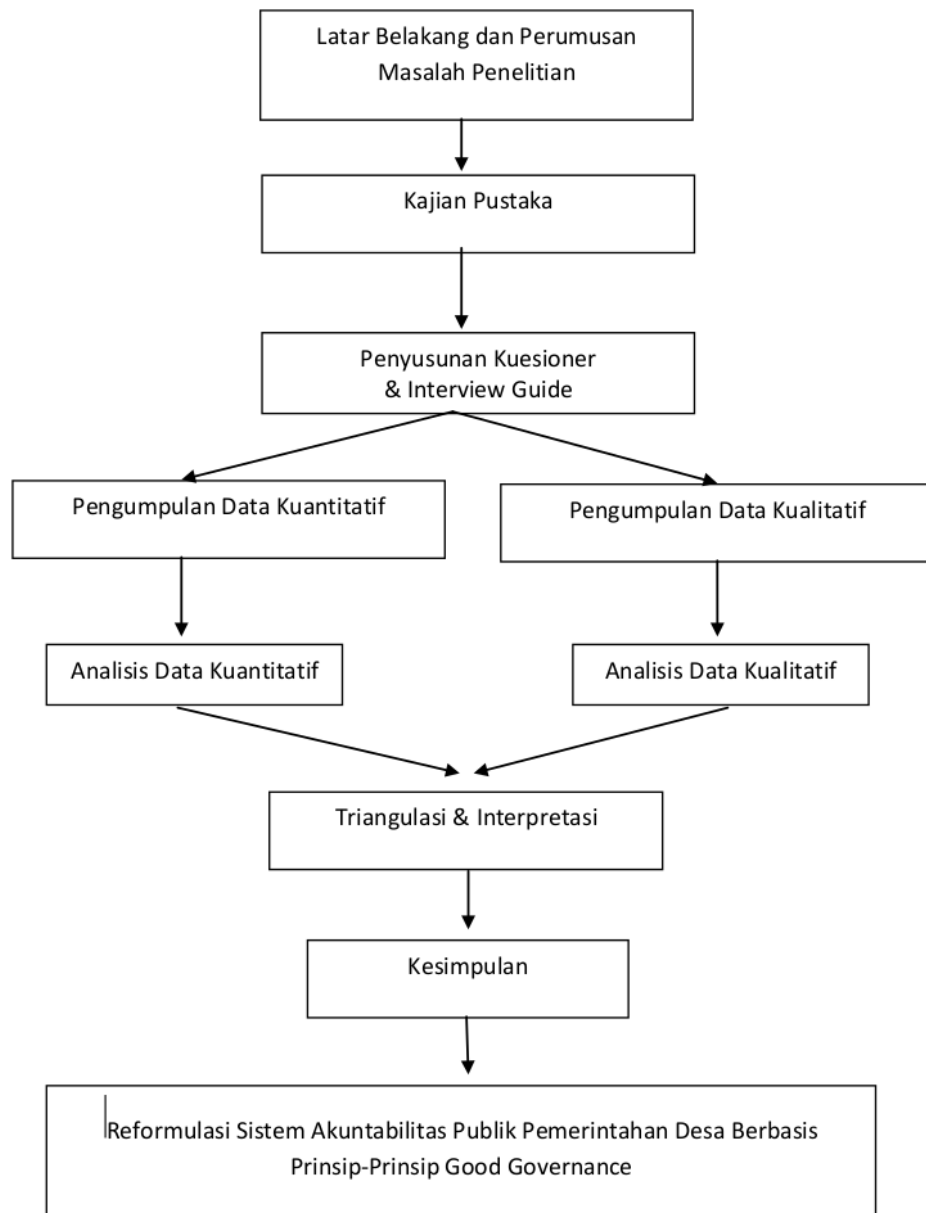 Latar Belakang dan Perumusan
Masalah Penelitian
Kajian Pustaka
Penyusunan Kuesioner
& Interview Guide
Pengumpulan Data Kuantitatif
Pengumpulan Data Kualitatif
Analisis Data Kuantitatif
Analisis Data Kualitatif
Triangulasi & Interpretasi
Kesimpulan
Reformulasi Sistem Akuntabilitas Publik Pemerintahan Desa Berbasis
Prinsip-Prinsip Good Governance